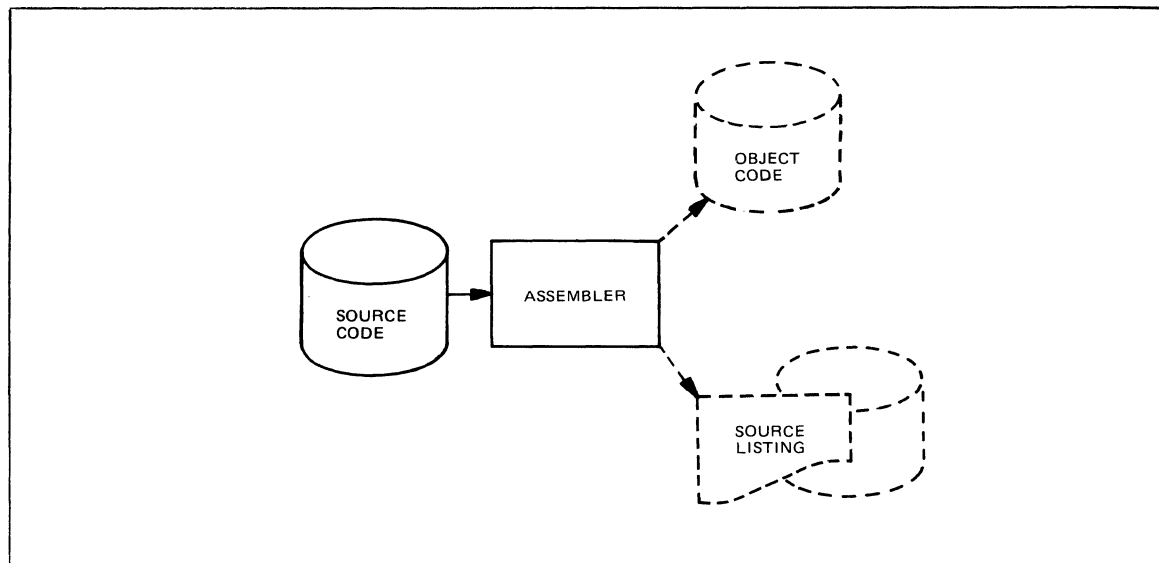 OBJECT
CODE
SOURCE
CODE
ASSEMBLER
SOURCE
LISTING